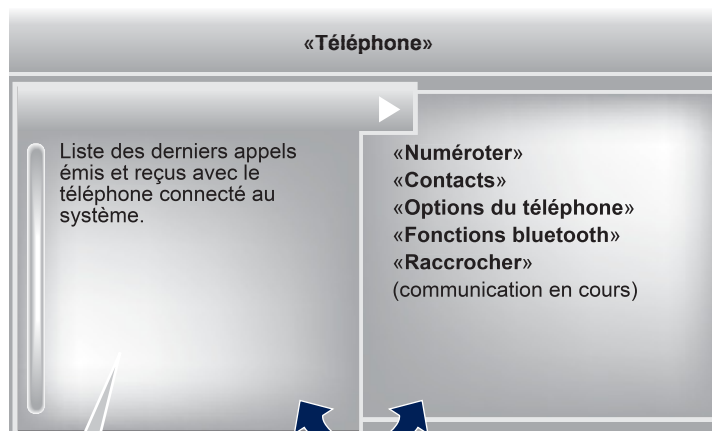 «Téléphone»
Liste des derniers appels
émis et reçus avec le
téléphone connecté au
système.
«Numéroter»
«Contacts»
«Options du téléphone»
«Fonctions bluetooth»
«Raccrocher»
(communication en cours)